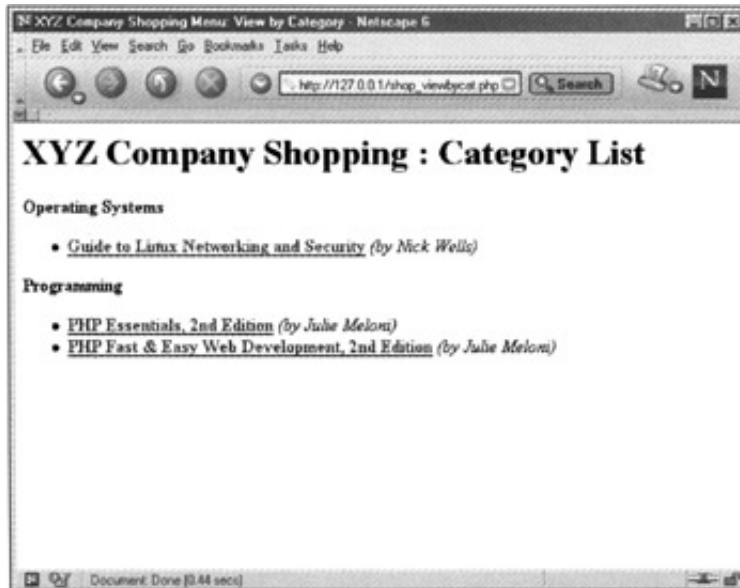 XYZ Company Shopping Menu: View by Category - Netscape 6
File Edit View Search Go Bookmarks Tasks Help
http://127.0.0.1/shop_viewbycat.php Search N
XYZ Company Shopping : Category List
Operating Systems
• Guide to Linux Networking and Security (by Nick Wells)
Programming
• PHP Essentials, 2nd Edition (by Julie Meloni)
• PHP Fast & Easy Web Development, 2nd Edition (by Julie Meloni)
Document: Done (0.44 secs)